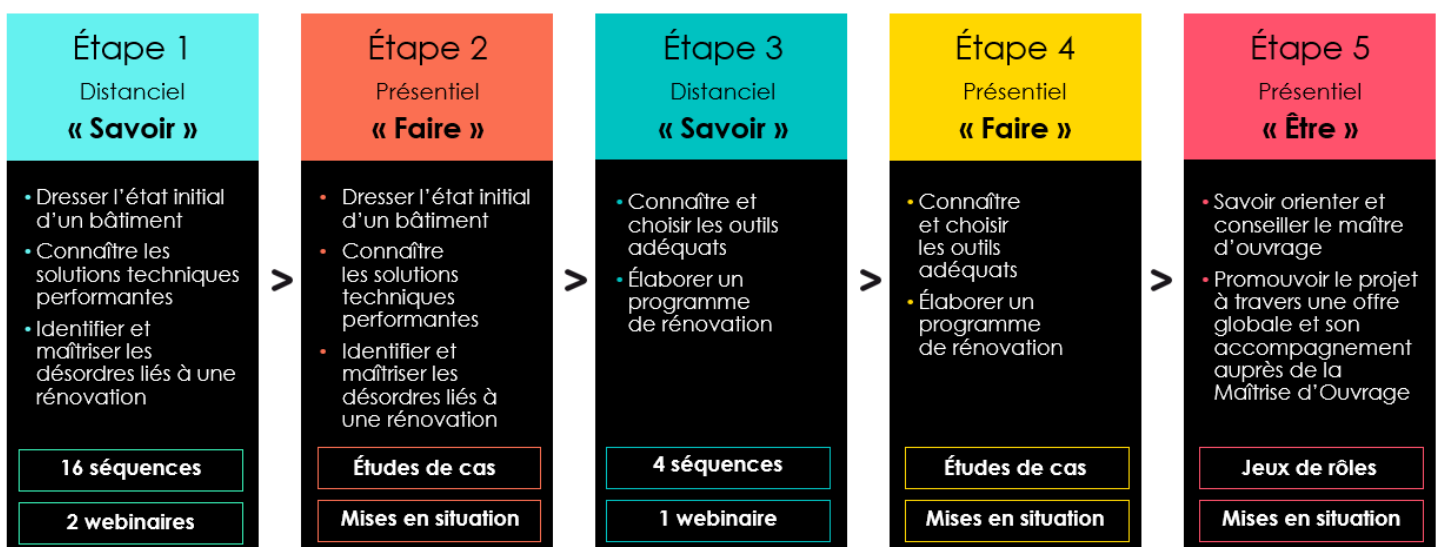 Étape 1
Distanciel
« Savoir »
• Dresser l'état initial
d'un bâtiment
• Connaître les
solutions techniques
performantes
• Identifier et
maîtriser les
désordres liés à une
rénovation
16 séquences
2 webinaires
>
Étape 2
Présentiel
« Faire »
• Dresser l'état initial
d'un bâtiment
• Connaître
les solutions
techniques
performantes
• Identifier et
maîtriser les
désordres liés à
une rénovation
Études de cas
Mises en situation
>
Étape 3
Distanciel
« Savoir »
• Connaître et
choisir les outils
adéquats
• Élaborer un
programme
de rénovation
4 séquences
1 webinaire
>
Étape 4
Présentiel
« Faire »
• Connaître
et choisir
les outils
adéquats
• Élaborer un
programme
de rénovation
Études de cas
Mises en situation
>
Étape 5
Présentiel
« Être »
• Savoir orienter et
conseiller le maître
d'ouvrage
• Promouvoir le projet
à travers une offre
globale et son
accompagnement
auprès de la
Maîtrise d'Ouvrage
Jeux de rôles
Mises en situation